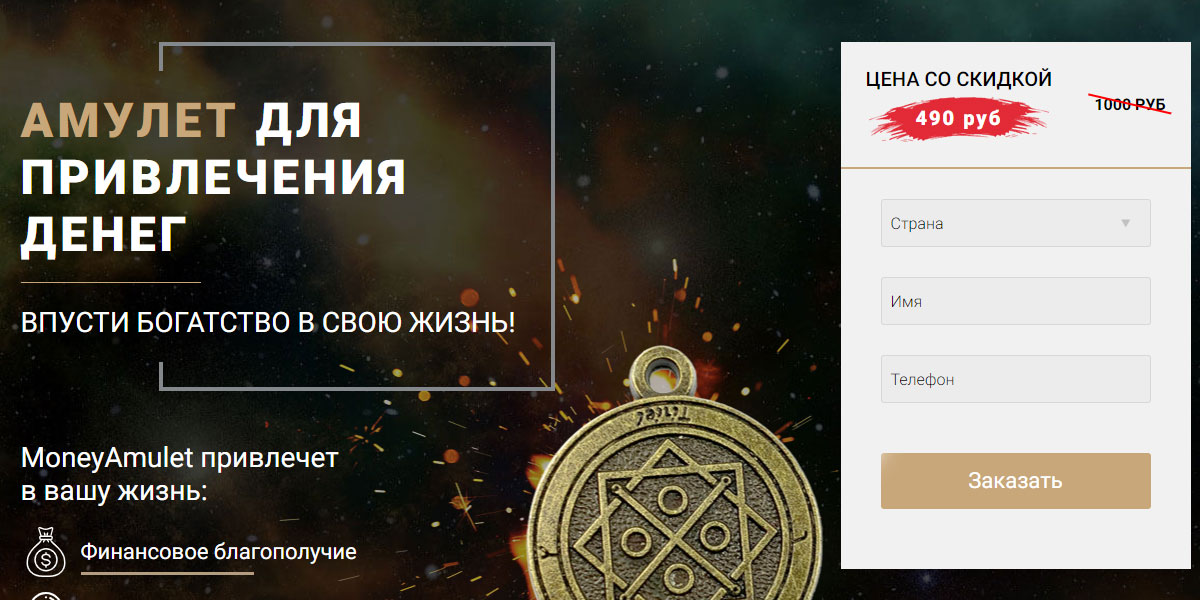 АМУЛЕТ ДЛЯ
ПРИВЛЕЧЕНИЯ
ДЕНЕГ
ВПУСТИ БОГАТСТВО В СВОЮ ЖИЗНЬ!
MoneyAmulet привлечет
в вашу жизнь:
Финансовое благополучие
ЦЕНА СО СКИДКОЙ
490 руб
1000 РУБ
Страна
Имя
Телефон
Заказать